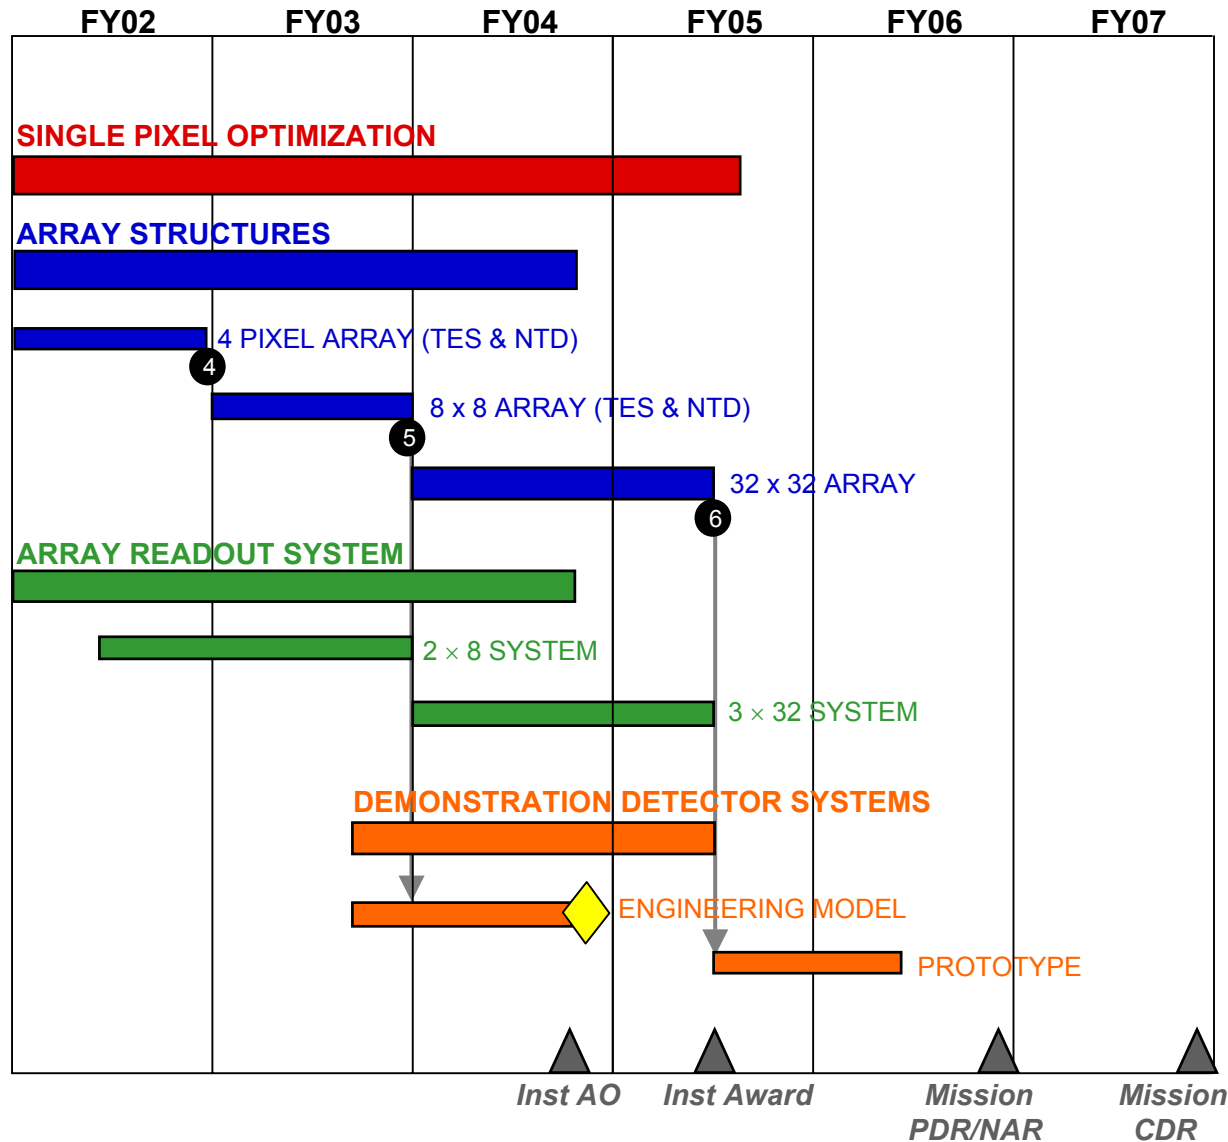 FY02 FY03 FY04 FY05 FY06 FY07
SINGLE PIXEL OPTIMIZATION
ARRAY STRUCTURES
4 PIXEL ARRAY (TES & NTD)
4
8 x 8 ARRAY (TES & NTD)
5
32 x 32 ARRAY
6
ARRAY READOUT SYSTEM
2 × 8 SYSTEM
3 × 32 SYSTEM
DEMONSTRATION DETECTOR SYSTEMS
ENGINEERING MODEL
PROTOTYPE
Inst AO
Inst Award
Mission
PDR/NAR
Mission
CDR